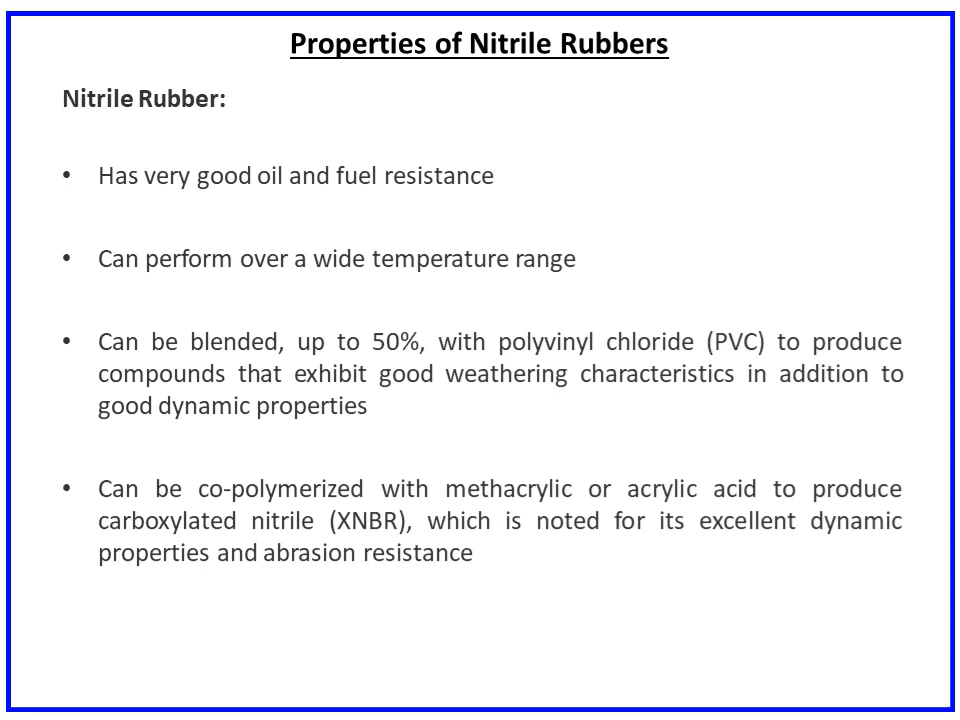 Properties of Nitrile Rubbers
Nitrile Rubber:
• Has very good oil and fuel resistance
• Can perform over a wide temperature range
• Can be blended, up to 50%, with polyvinyl chloride (PVC) to produce
compounds that exhibit good weathering characteristics in addition to
good dynamic properties
• Can be co-polymerized with methacrylic or acrylic acid to produce
carboxylated nitrile (XNBR), which is noted for its excellent dynamic
properties and abrasion resistance